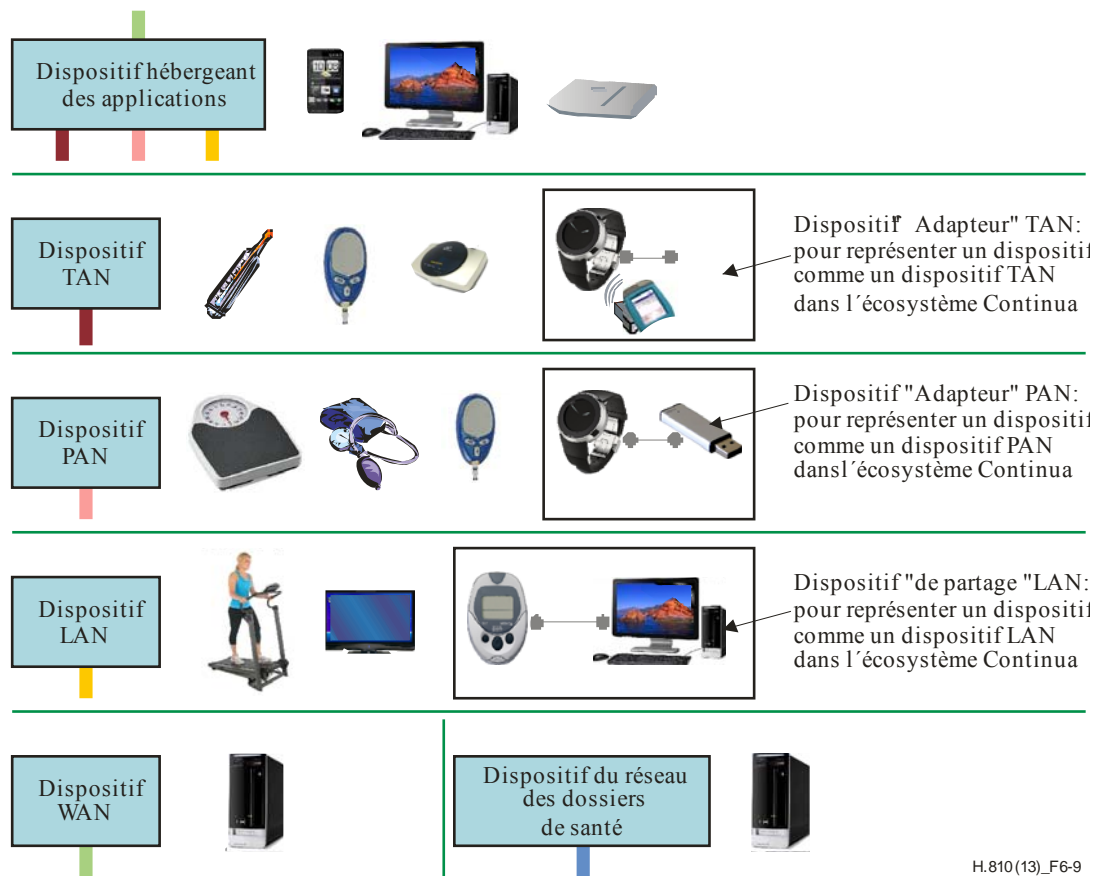 Dispositif hébergeant
des applications
Dispositif
TAN
Dispositif Adapteur" TAN:
pour représenter un dispositif
comme un dispositif TAN
dans l´écosystème Continua
Dispositif
PAN
Dispositif "Adapteur" PAN:
pour représenter un dispositif
comme un dispositif PAN
dansl´écosystème Continua
Dispositif
LAN
Dispositif "de partage "LAN:
pour représenter un dispositif
comme un dispositif LAN
dans l´écosystème Continua
Dispositif
WAN
Dispositif du réseau
des dossiers
de santé
H.810(13)_F6-9